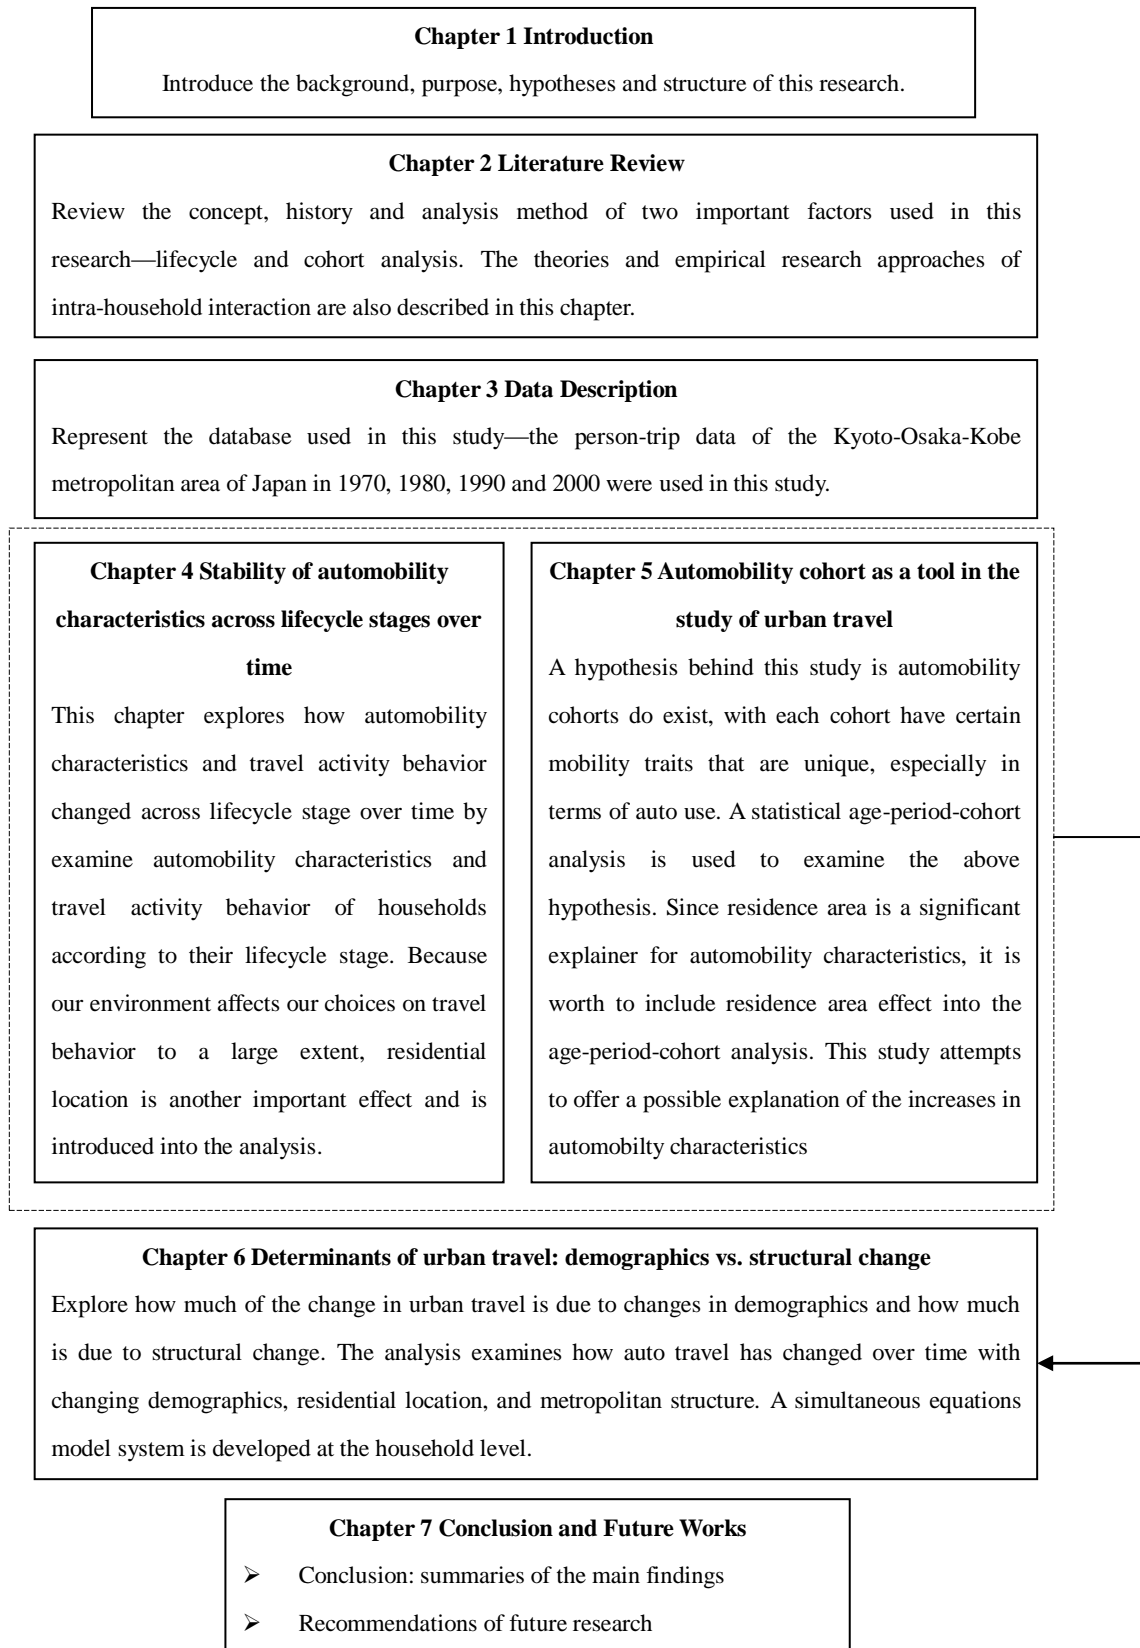 Chapter 1 Introduction
Introduce the background, purpose, hypotheses and structure of this research.
Chapter 2 Literature Review
Review the concept, history and analysis method of two important factors used in this
research—lifecycle and cohort analysis. The theories and empirical research approaches of
intra-household interaction are also described in this chapter.
Chapter 3 Data Description
Represent the database used in this study—the person-trip data of the Kyoto-Osaka-Kobe
metropolitan area of Japan in 1970, 1980, 1990 and 2000 were used in this study.
Chapter 4 Stability of automobility
characteristics across lifecycle stages over
time
This chapter explores how automobility
characteristics and travel activity behavior
changed across lifecycle stage over time by
examine automobility characteristics and
travel activity behavior of households
according to their lifecycle stage. Because
our environment affects our choices on travel
behavior to a large extent, residential
location is another important effect and is
introduced into the analysis.
Chapter 5 Automobility cohort as a tool in the
study of urban travel
A hypothesis behind this study is automobility
cohorts do exist, with each cohort have certain
mobility traits that are unique, especially in
terms of auto use. A statistical age-period-cohort
analysis is used to examine the above
hypothesis. Since residence area is a significant
explainer for automobility characteristics, it is
worth to include residence area effect into the
age-period-cohort analysis. This study attempts
to offer a possible explanation of the increases in
automobilty characteristics
Chapter 6 Determinants of urban travel: demographics vs. structural change
Explore how much of the change in urban travel is due to changes in demographics and how much
is due to structural change. The analysis examines how auto travel has changed over time with
changing demographics, residential location, and metropolitan structure. A simultaneous equations
model system is developed at the household level.
Chapter 7 Conclusion and Future Works
➢ Conclusion: summaries of the main findings
➢ Recommendations of future research